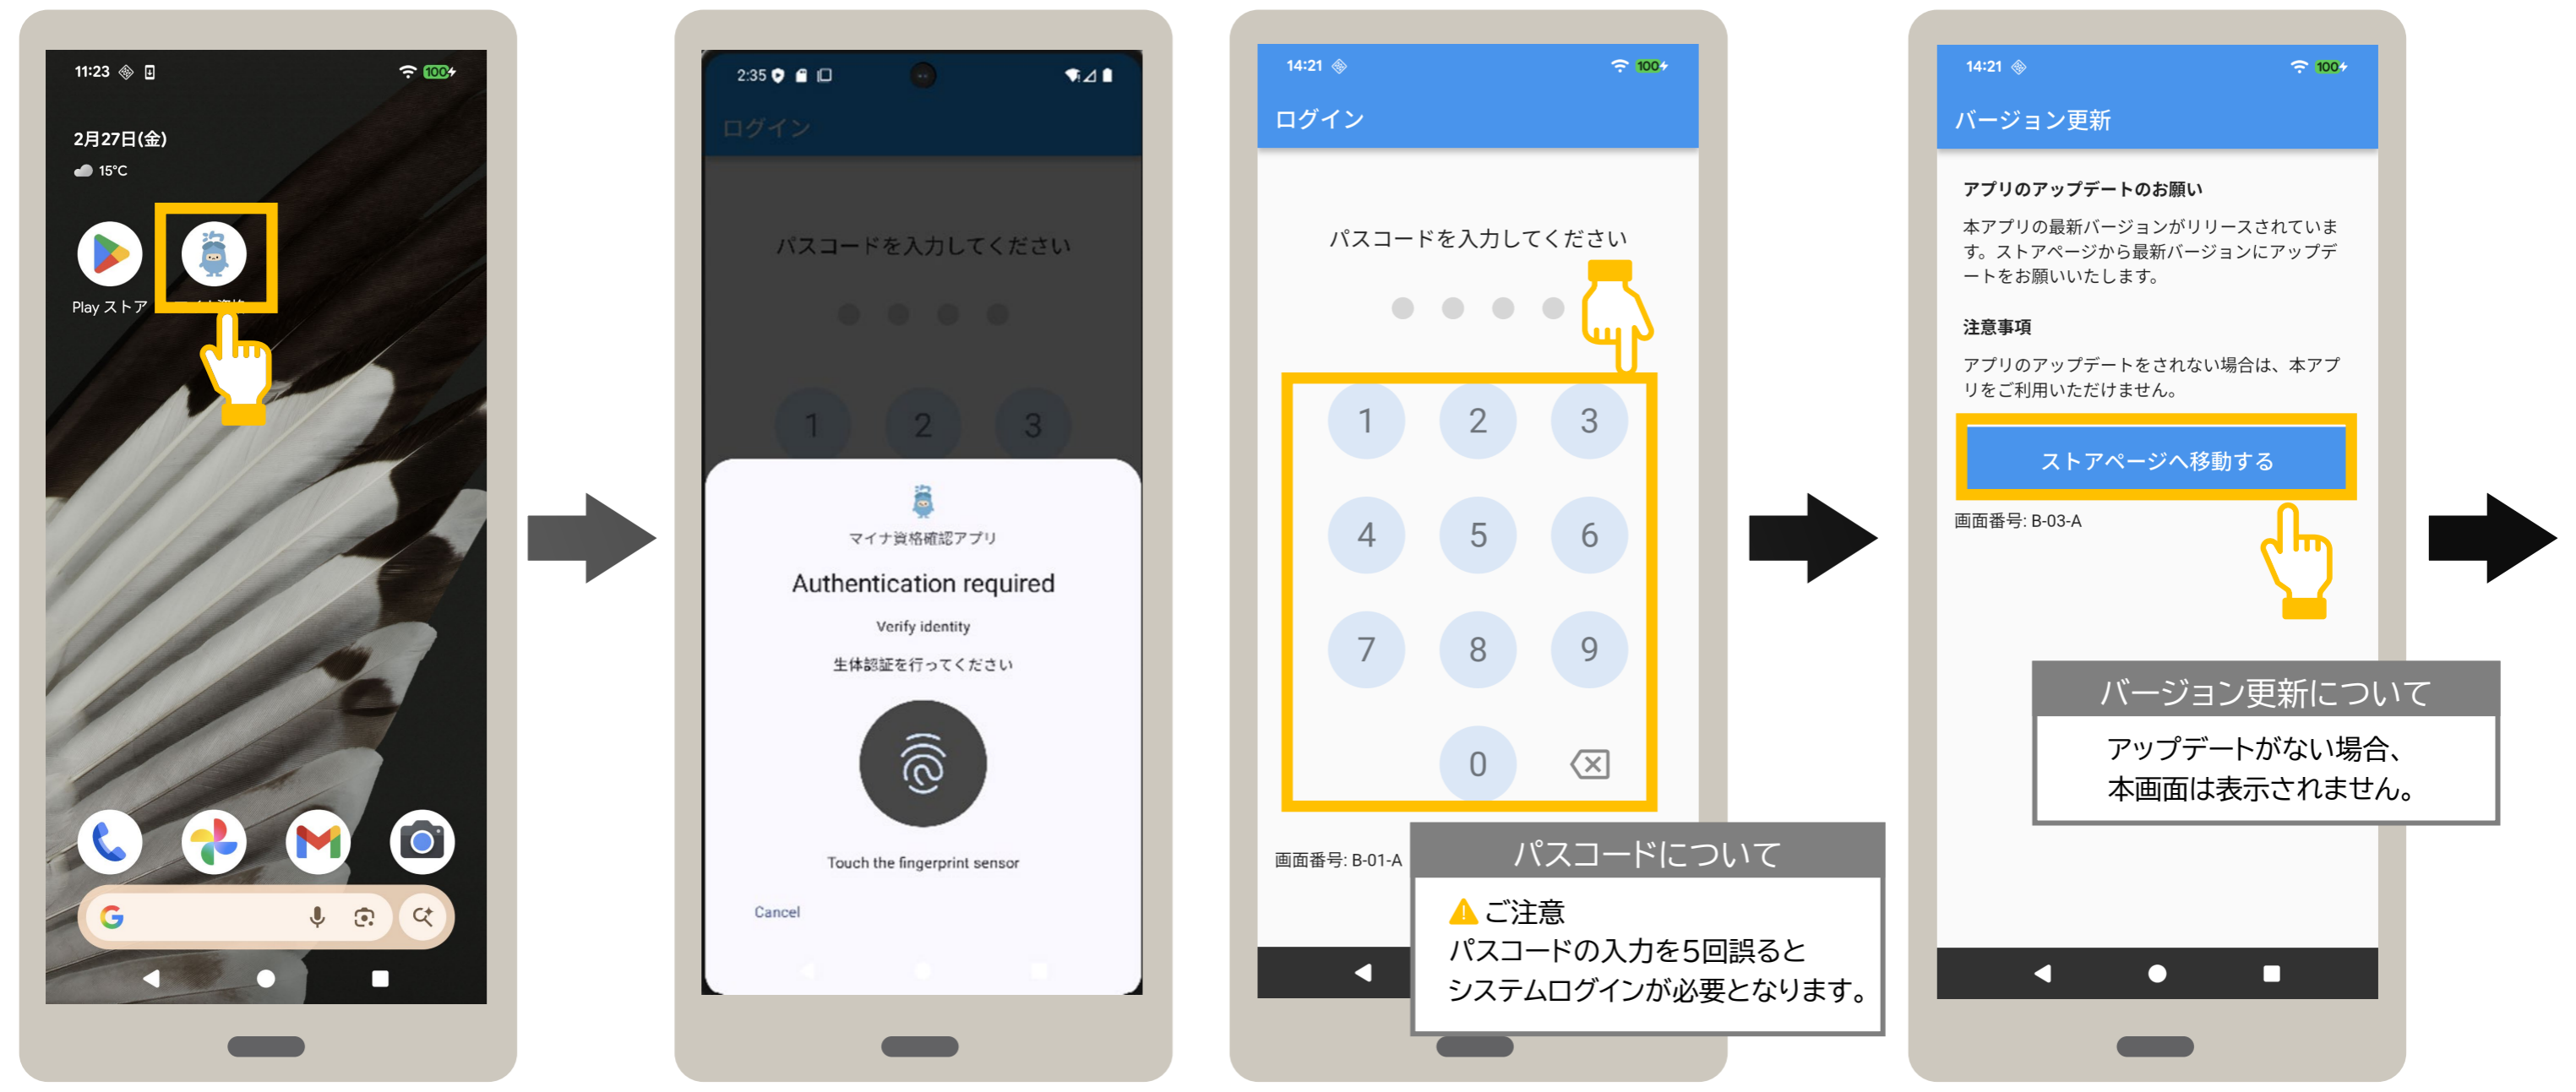 11:23
100
2月27日(金)
15°C
Play ストア
2:35
ログイン
パスコードを入力してください
1 2 3
マイナ資格確認アプリ
Authentication required
Verify identity
生体認証を行ってください
Touch the fingerprint sensor
Cancel
14:21
100
ログイン
パスコードを入力してください
1 2 3
4 5 6
7 8 9
0
画面番号: B-01-A
パスコードについて
ご注意
パスコードの入力を5回誤ると
システムログインが必要となります。
14:21
100
バージョン更新
アプリのアップデートのお願い
本アプリの最新バージョンがリリースされていま
す。ストアページから最新バージョンにアップデ
ートをお願いいたします。
注意事項
アプリのアップデートをされない場合は、本アプ
リをご利用いただけません。
ストアページへ移動する
画面番号: B-03-A
バージョン更新について
アップデートがない場合、
本画面は表示されません。